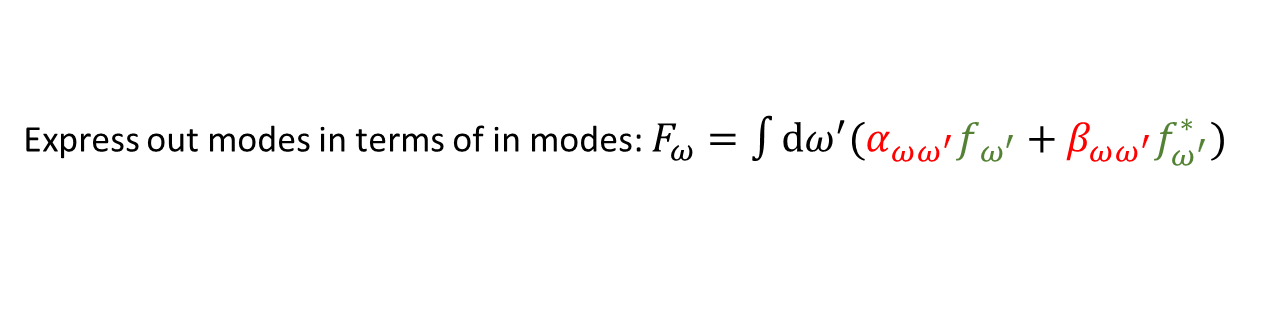 Express out modes in terms of in modes: 𝐹_𝜔 = ∫ d𝜔′(𝛼_𝜔𝜔′ 𝑓_𝜔′ + 𝛽_𝜔𝜔′ 𝑓^*_𝜔′)